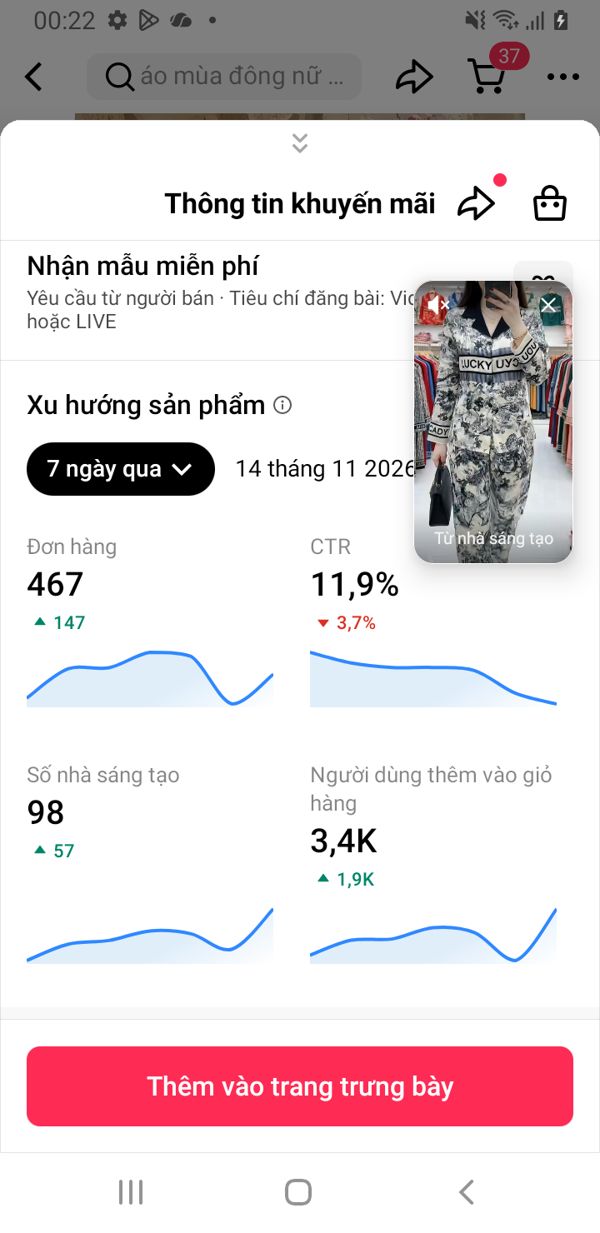 00:22
áo mùa đông nữ ...
37
Thông tin khuyến mãi
Nhận mẫu miễn phí
Yêu cầu từ người bán · Tiêu chí đăng bài: Vid
hoặc LIVE
Xu hướng sản phẩm
7 ngày qua
14 tháng 11 2026
LUCKY
LADY
Từ nhà sáng tạo
Đơn hàng
467
147
CTR
11,9%
3,7%
Số nhà sáng tạo
98
57
Người dùng thêm vào giỏ
hàng
3,4K
1,9K
Thêm vào trang trưng bày